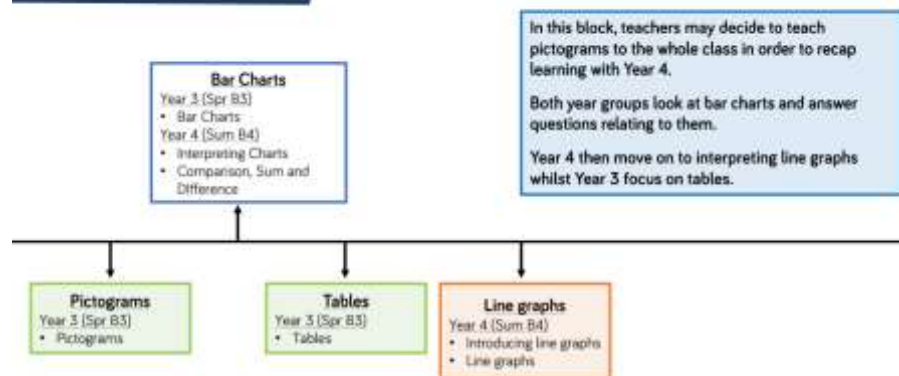 In this block, teachers may decide to teach
pictograms to the whole class in order to recap
learning with Year 4.
Both year groups look at bar charts and answer
questions relating to them.
Year 4 then move on to interpreting line graphs
whilst Year 3 focus on tables.
Bar Charts
Year 3 (Spr B3)
• Bar Charts
Year 4 (Sum B4)
• Interpreting Charts
• Comparison, Sum and
Difference
Pictograms
Year 3 (Spr B3)
• Pictograms
Tables
Year 3 (Spr B3)
• Tables
Line graphs
Year 4 (Sum B4)
• Introducing line graphs
• Line graphs